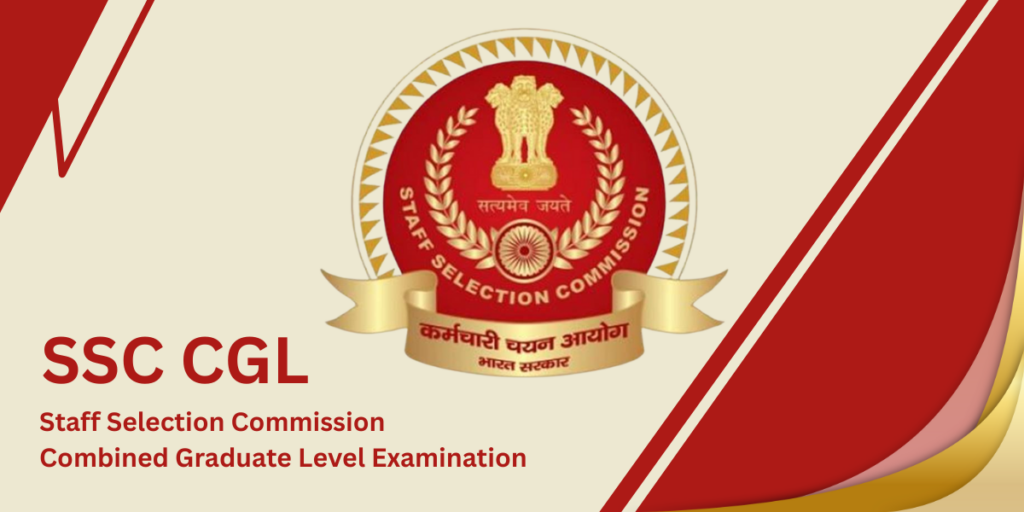 सत्यमेव जयते
STAFF SELECTION COMMISSION
कर्मचारी चयन आयोग
भारत सरकार
SSC CGL
Staff Selection Commission
Combined Graduate Level Examination